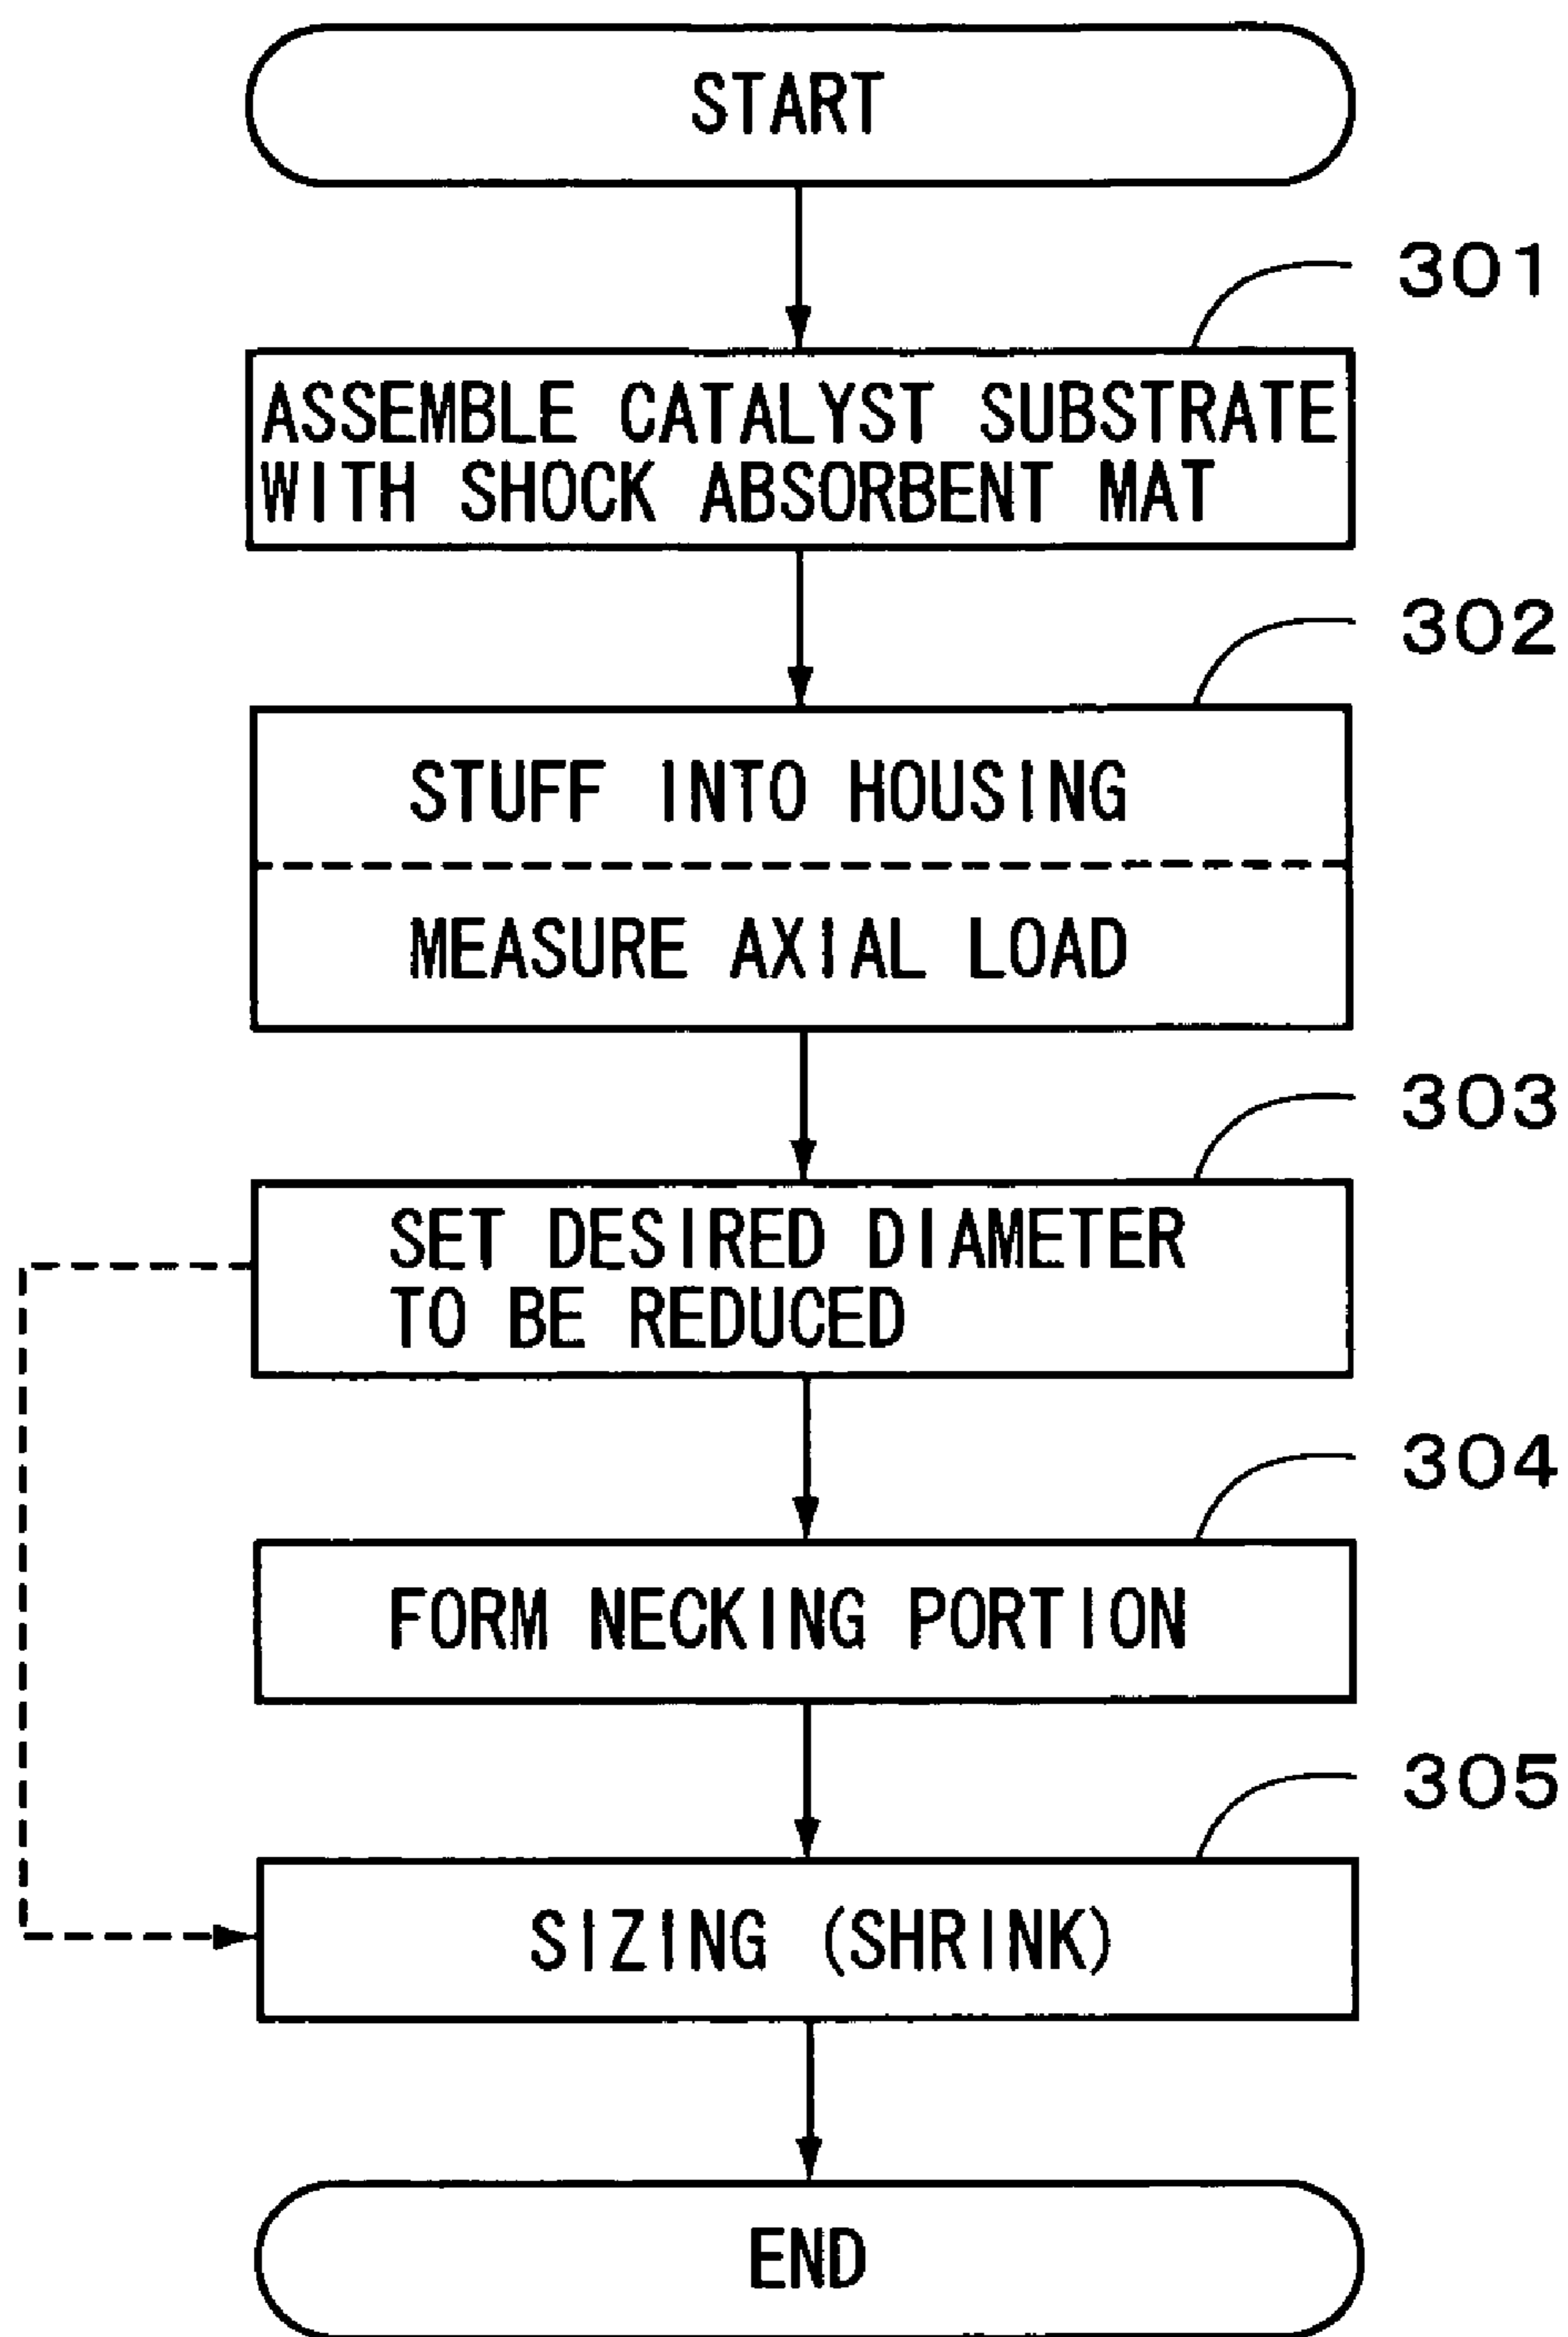 START
301
ASSEMBLE CATALYST SUBSTRATE
WITH SHOCK ABSORBENT MAT
302
STUFF INTO HOUSING
MEASURE AXIAL LOAD
303
SET DESIRED DIAMETER
TO BE REDUCED
304
FORM NECKING PORTION
305
SIZING (SHRINK)
END